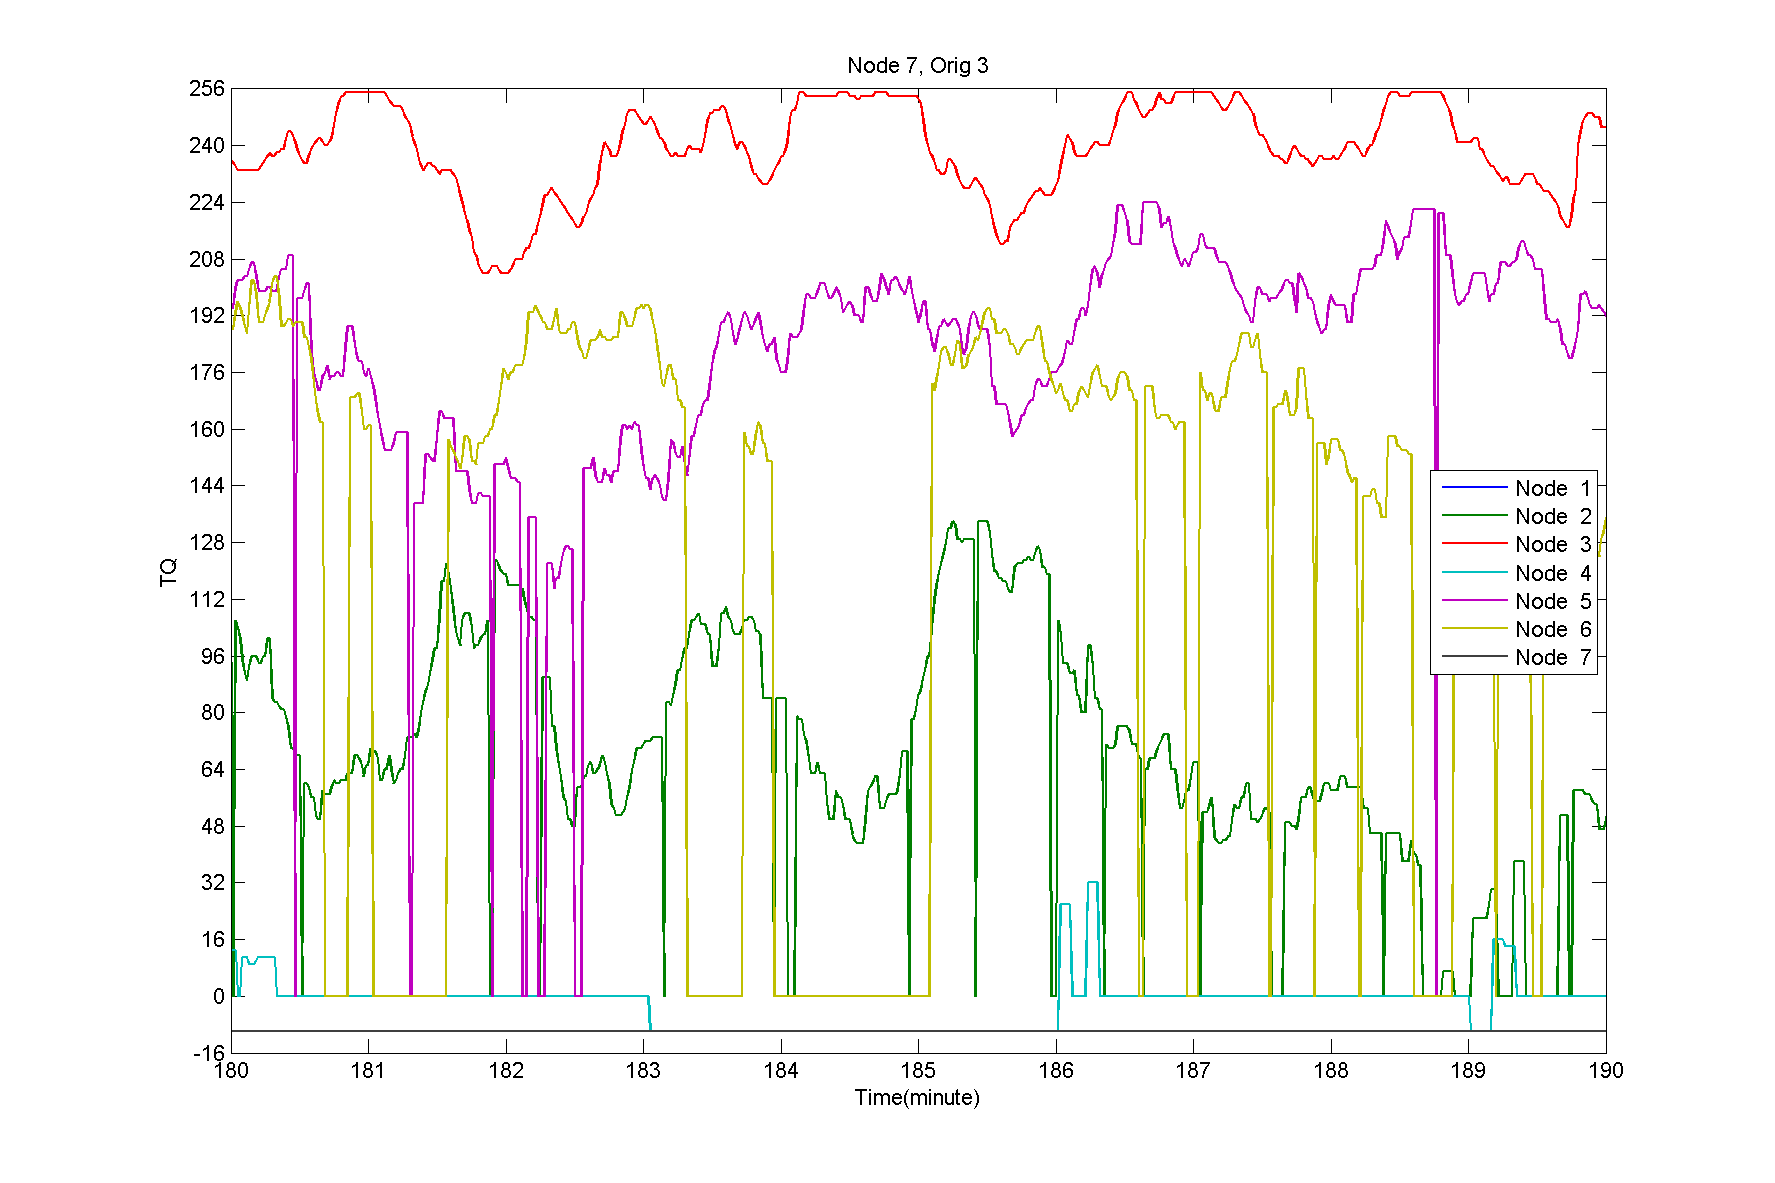 Node 7, Orig 3
256
240
224
208
192
176
160
144
128
112
96
80
64
48
32
16
0
-16
TQ
Node 1
Node 2
Node 3
Node 4
Node 5
Node 6
Node 7
180 181 182 183 184 185 186 187 188 189 190
Time(minute)